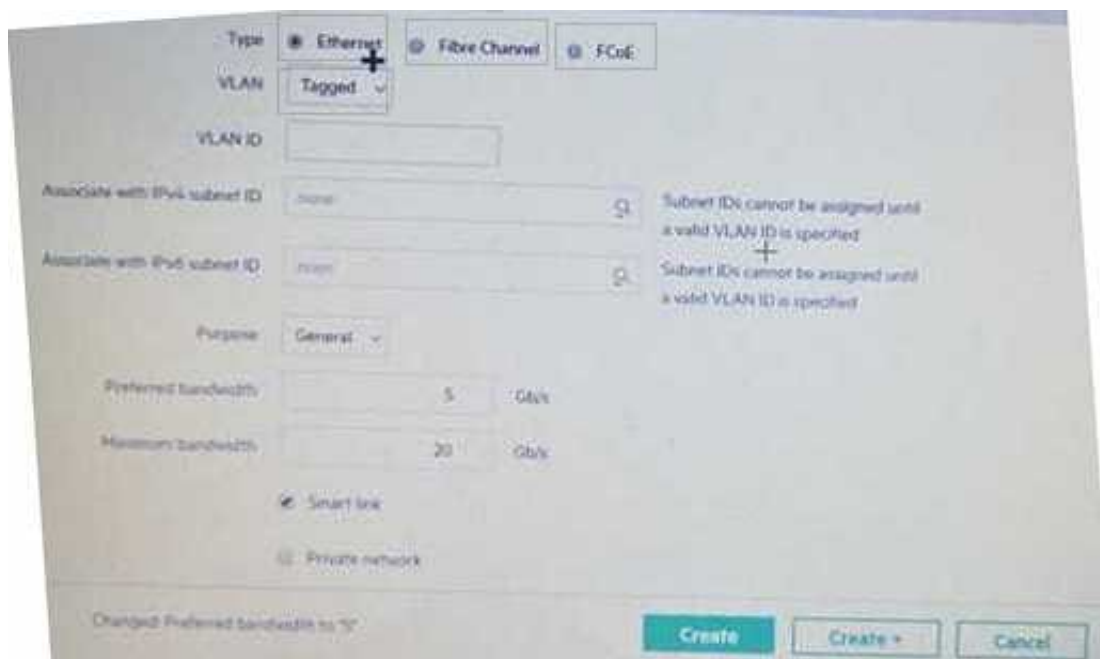 Type Ethernet Fibre Channel FCoE
VLAN Tagged
VLAN ID
Associate with IPv4 subnet ID none Subnet IDs cannot be assigned until
a valid VLAN ID is specified
Associate with IPv6 subnet ID none Subnet IDs cannot be assigned until
a valid VLAN ID is specified
Purpose General
Preferred bandwidth 5 Gb/s
Maximum bandwidth 20 Gb/s
Smart link
Private network
Changed: Preferred bandwidth to "5"
Create Create + Cancel